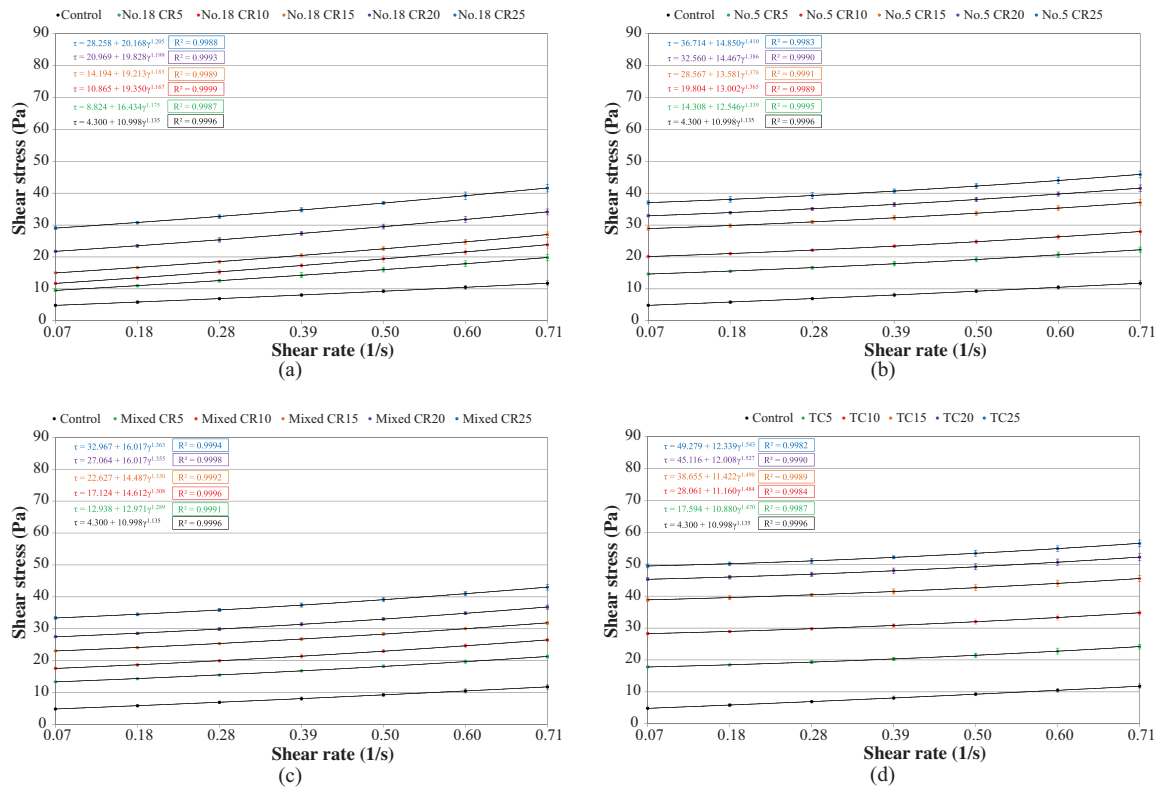 Control No.18 CR5 No.18 CR10 No.18 CR15 No.18 CR20 No.18 CR25
90
80
70
60
50
40
30
20
10
0
Shear stress (Pa)
τ = 28.258 + 20.168γ^1.205 R² = 0.9988
τ = 20.969 + 19.828γ^1.199 R² = 0.9993
τ = 14.194 + 19.213γ^1.185 R² = 0.9989
τ = 10.865 + 19.350γ^1.167 R² = 0.9999
τ = 8.824 + 16.434γ^1.175 R² = 0.9987
τ = 4.300 + 10.998γ^1.135 R² = 0.9996
0.07 0.18 0.28 0.39 0.50 0.60 0.71
Shear rate (1/s)
(a)
Control No.5 CR5 No.5 CR10 No.5 CR15 No.5 CR20 No.5 CR25
90
80
70
60
50
40
30
20
10
0
Shear stress (Pa)
τ = 36.714 + 14.850γ^1.410 R² = 0.9983
τ = 32.560 + 14.467γ^1.386 R² = 0.9990
τ = 28.567 + 13.581γ^1.378 R² = 0.9991
τ = 19.804 + 13.002γ^1.365 R² = 0.9989
τ = 14.308 + 12.546γ^1.339 R² = 0.9995
τ = 4.300 + 10.998γ^1.135 R² = 0.9996
0.07 0.18 0.28 0.39 0.50 0.60 0.71
Shear rate (1/s)
(b)
Control Mixed CR5 Mixed CR10 Mixed CR15 Mixed CR20 Mixed CR25
90
80
70
60
50
40
30
20
10
0
Shear stress (Pa)
τ = 32.967 + 16.017γ^1.363 R² = 0.9994
τ = 27.064 + 16.017γ^1.353 R² = 0.9998
τ = 22.627 + 14.487γ^1.330 R² = 0.9992
τ = 17.124 + 14.612γ^1.308 R² = 0.9996
τ = 12.938 + 12.971γ^1.289 R² = 0.9991
τ = 4.300 + 10.998γ^1.135 R² = 0.9996
0.07 0.18 0.28 0.39 0.50 0.60 0.71
Shear rate (1/s)
(c)
Control TC5 TC10 TC15 TC20 TC25
90
80
70
60
50
40
30
20
10
0
Shear stress (Pa)
τ = 49.279 + 12.339γ^1.543 R² = 0.9982
τ = 45.116 + 12.008γ^1.527 R² = 0.9990
τ = 38.655 + 11.422γ^1.490 R² = 0.9989
τ = 28.061 + 11.160γ^1.484 R² = 0.9984
τ = 17.594 + 10.880γ^1.470 R² = 0.9987
τ = 4.300 + 10.998γ^1.135 R² = 0.9996
0.07 0.18 0.28 0.39 0.50 0.60 0.71
Shear rate (1/s)
(d)